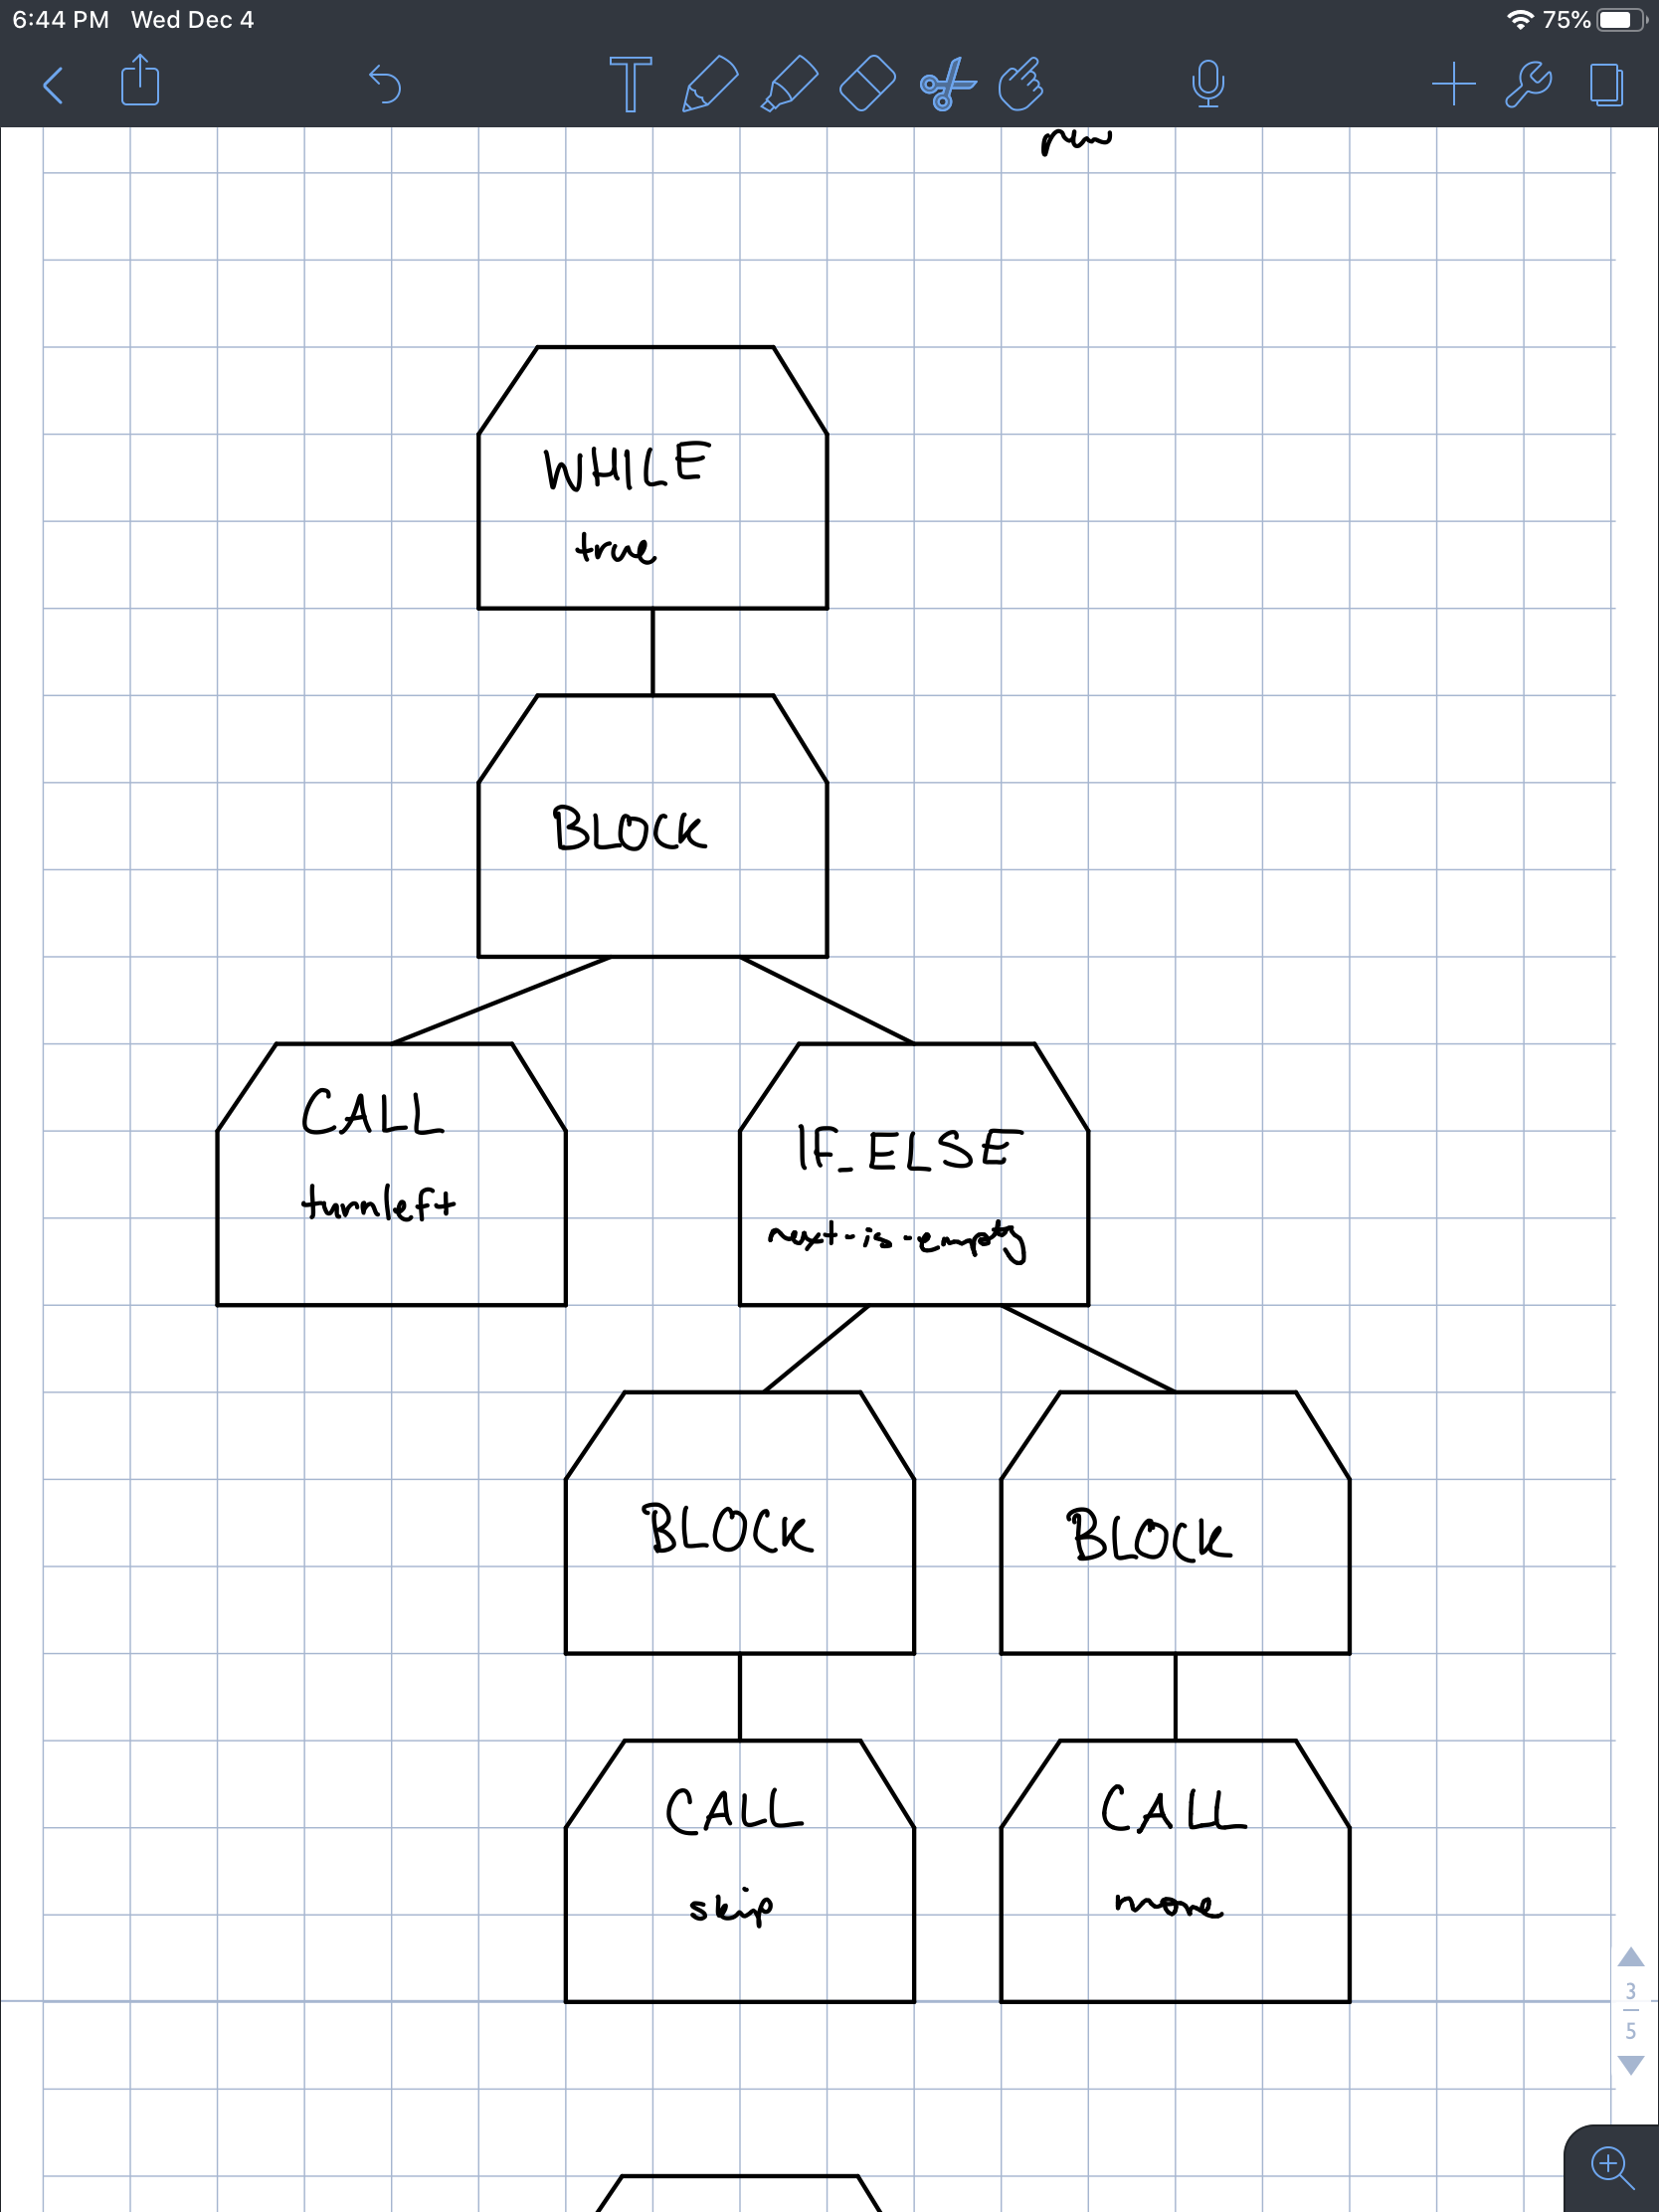 6:44 PM Wed Dec 4
75%
WHILE
true
BLOCK
CALL
turnleft
IF_ELSE
next-is-empty
BLOCK
BLOCK
CALL
skip
CALL
move
3
5